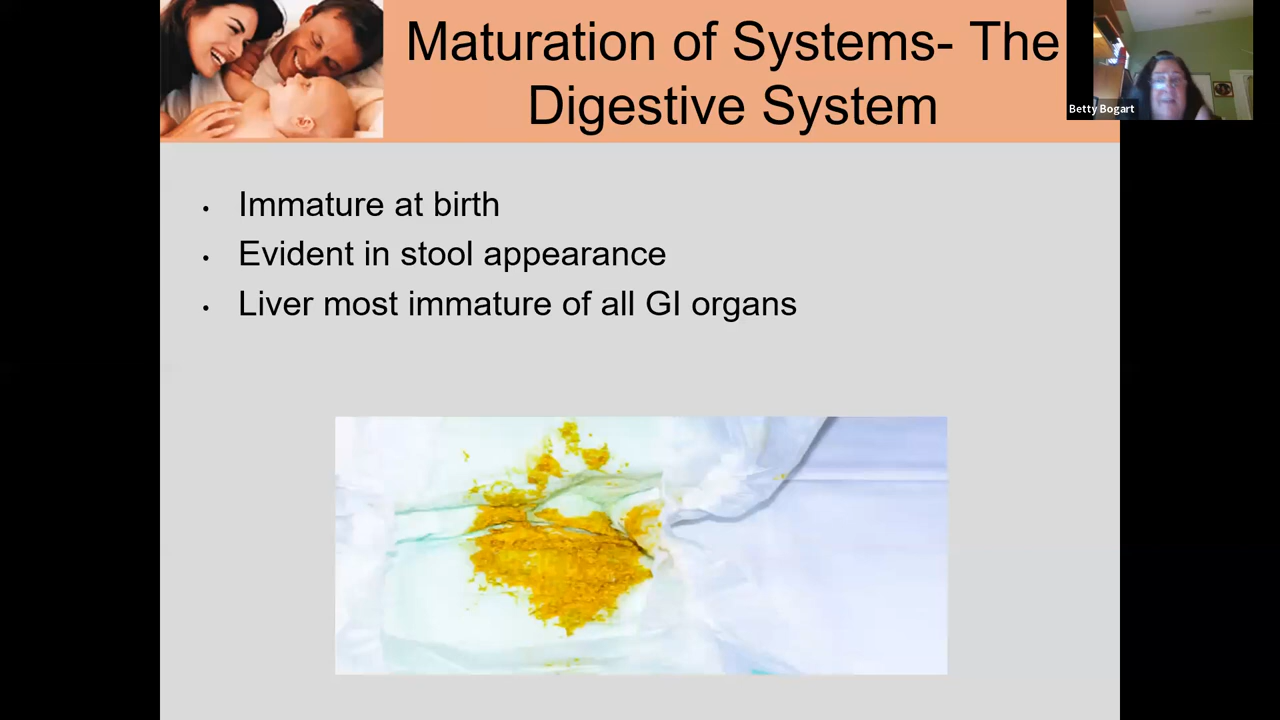 Maturation of Systems- The
Digestive System
Betty Bogart
• Immature at birth
• Evident in stool appearance
• Liver most immature of all GI organs